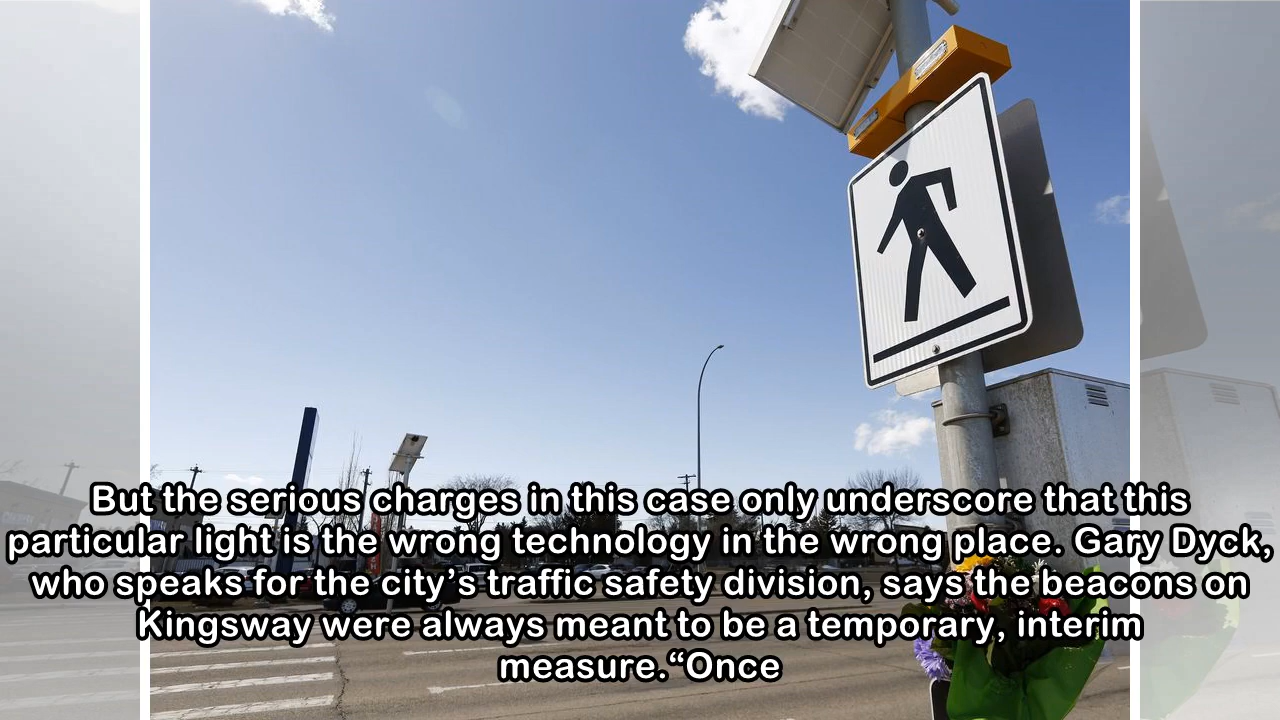 But the serious charges in this case only underscore that this
particular light is the wrong technology in the wrong place. Gary Dyck,
who speaks for the city’s traffic safety division, says the beacons on
Kingsway were always meant to be a temporary, interim
measure.“Once